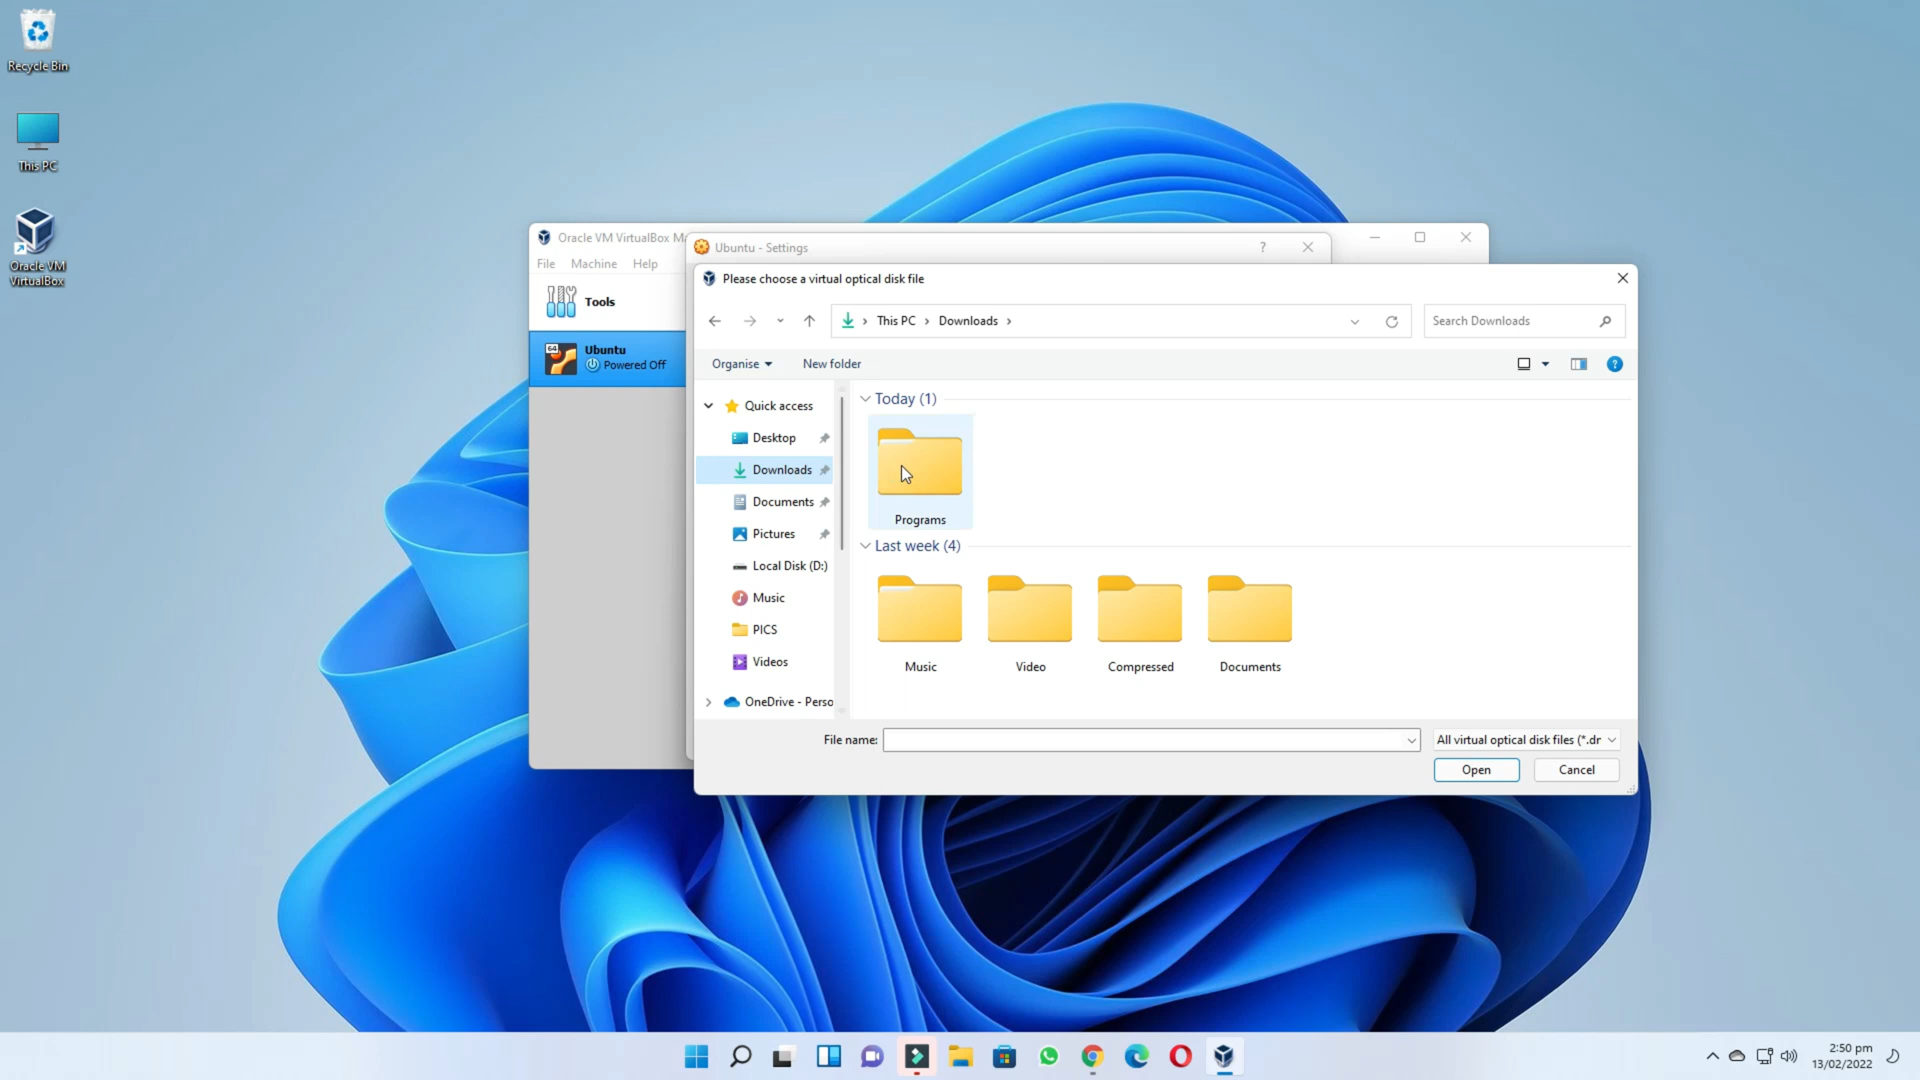 Recycle Bin
This PC
Oracle VM
VirtualBox
Oracle VM VirtualBox Ma
File Machine Help
Tools
64
Ubuntu
Powered Off
Ubuntu - Settings
?
Please choose a virtual optical disk file
This PC Downloads
Search Downloads
Organise New folder
?
Quick access
Desktop
Downloads
Documents
Pictures
Local Disk (D:)
Music
PICS
Videos
OneDrive - Perso
Today (1)
Programs
Last week (4)
Music Video Compressed Documents
File name:
All virtual optical disk files (*.dr
Open Cancel
2:50 pm
13/02/2022